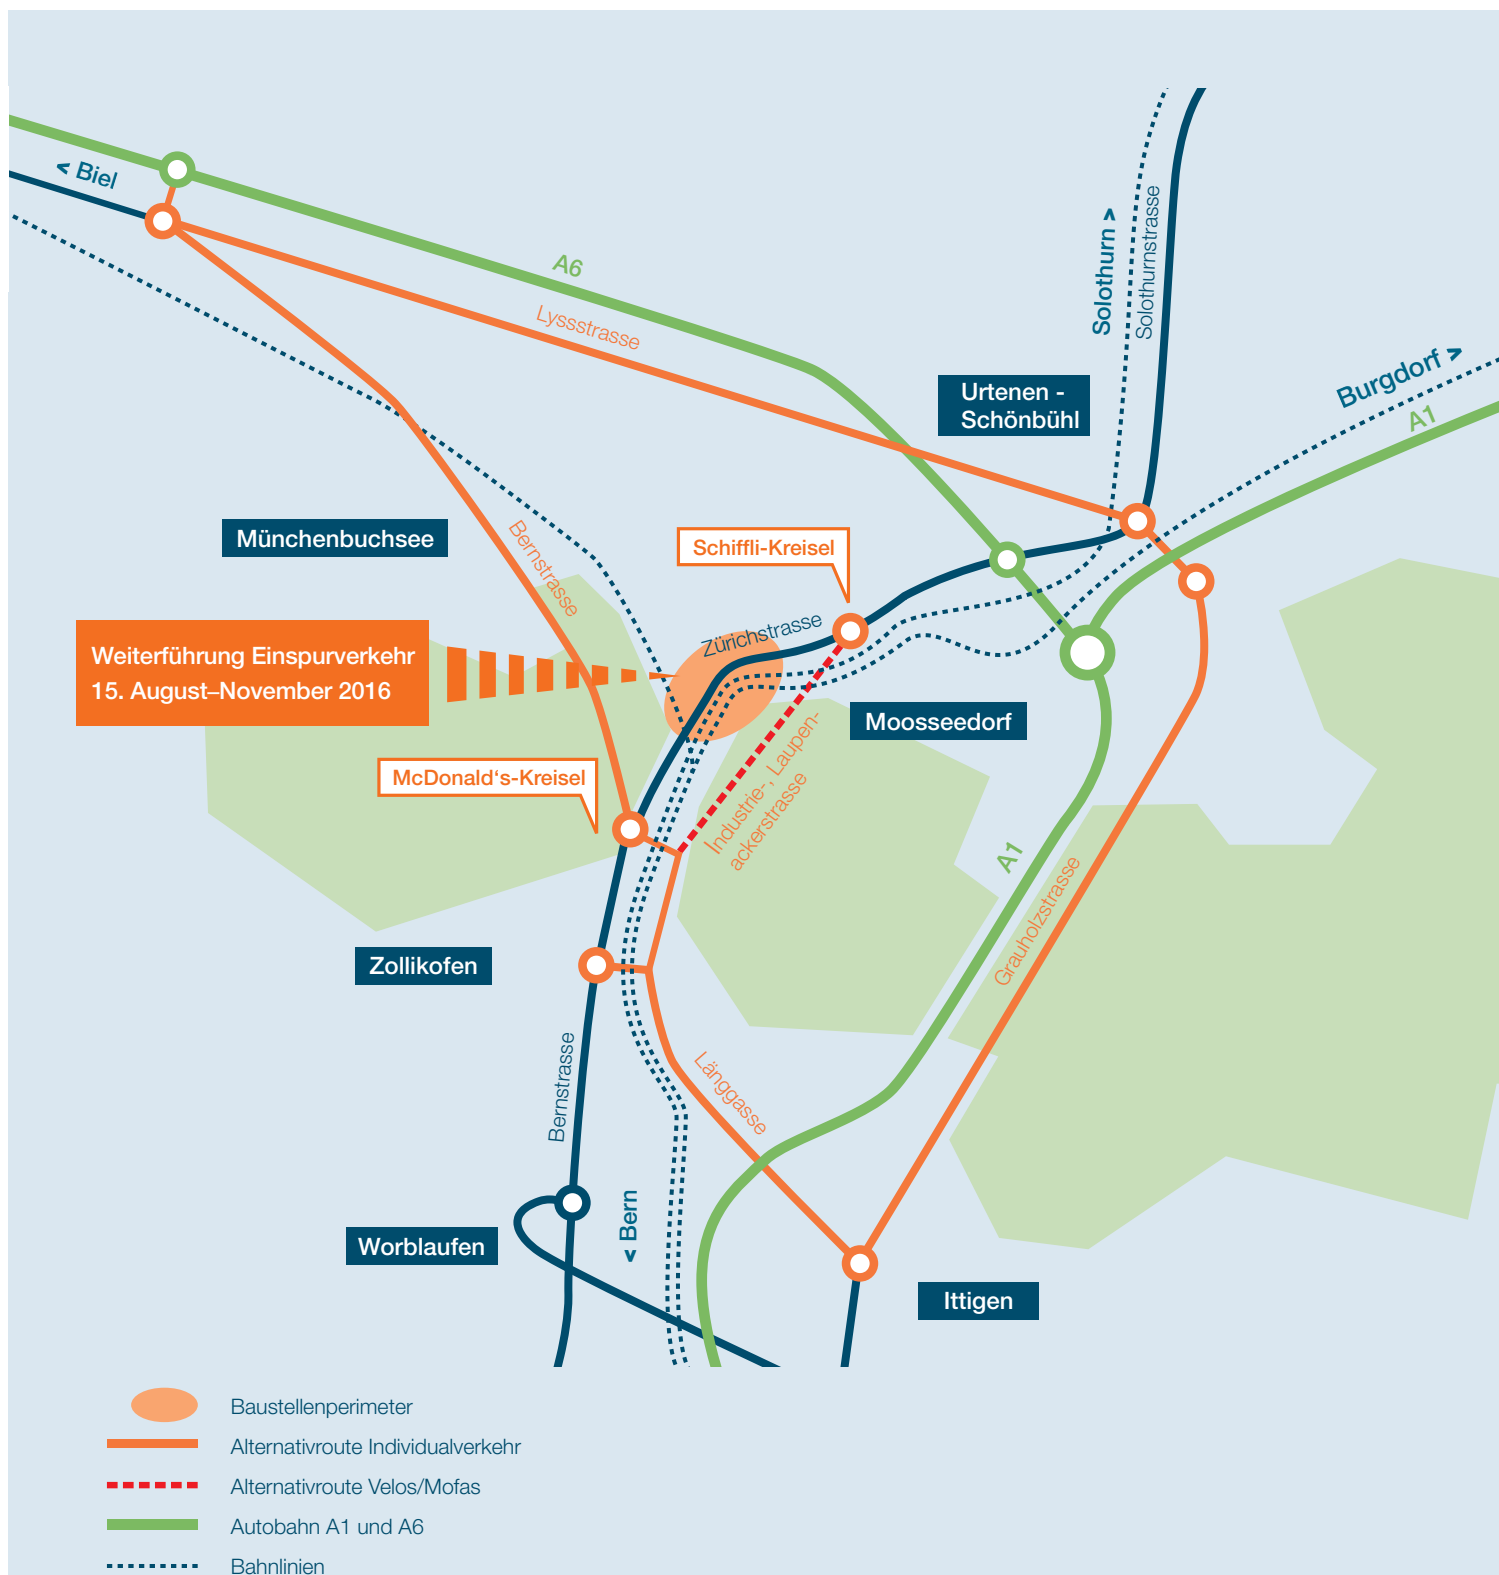 < Biel
A6
Lyssstrasse
Solothurn >
Solothurnstrasse
Urtenen -
Schönbühl
Burgdorf >
A1
Münchenbuchsee
Bernstrasse
Schiffli-Kreisel
Zürichstrasse
Weiterführung Einspurverkehr
15. August–November 2016
Moosseedorf
McDonald‘s-Kreisel
Industrie-, Laupen-
ackerstrasse
A1
Grauholzstrasse
Zollikofen
Bernstrasse
Länggasse
< Bern
Worblaufen
Ittigen
Baustellenperimeter
Alternativroute Individualverkehr
Alternativroute Velos/Mofas
Autobahn A1 und A6
Bahnlinien